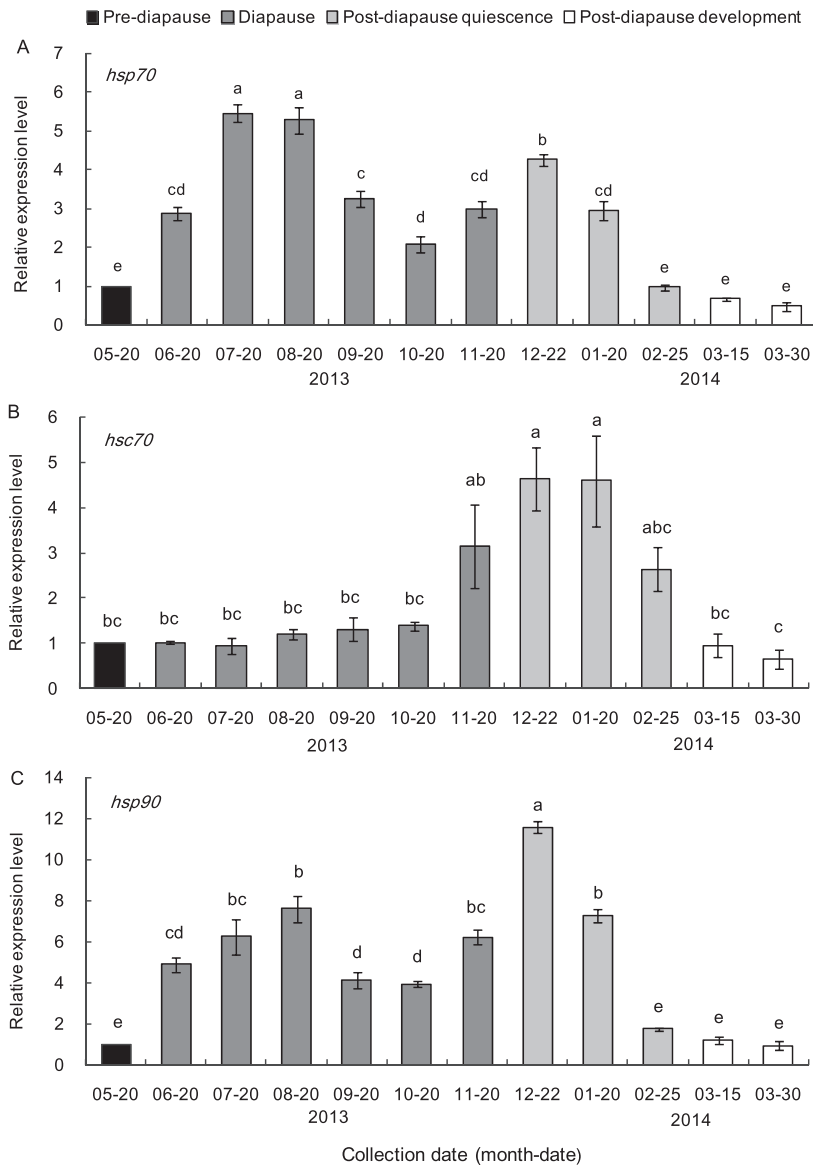 Pre-diapause Diapause Post-diapause quiescence Post-diapause development
A
hsp70
Relative expression level
7
6
5
4
3
2
1
0
e cd a a c d cd b cd e e e
05-20 06-20 07-20 08-20 09-20 10-20 11-20 12-22 01-20 02-25 03-15 03-30
2013 2014
B
hsc70
Relative expression level
6
5
4
3
2
1
0
bc bc bc bc bc bc ab a a abc bc c
05-20 06-20 07-20 08-20 09-20 10-20 11-20 12-22 01-20 02-25 03-15 03-30
2013 2014
C
hsp90
Relative expression level
14
12
10
8
6
4
2
0
e cd bc b d d bc a b e e e
05-20 06-20 07-20 08-20 09-20 10-20 11-20 12-22 01-20 02-25 03-15 03-30
2013 2014
Collection date (month-date)